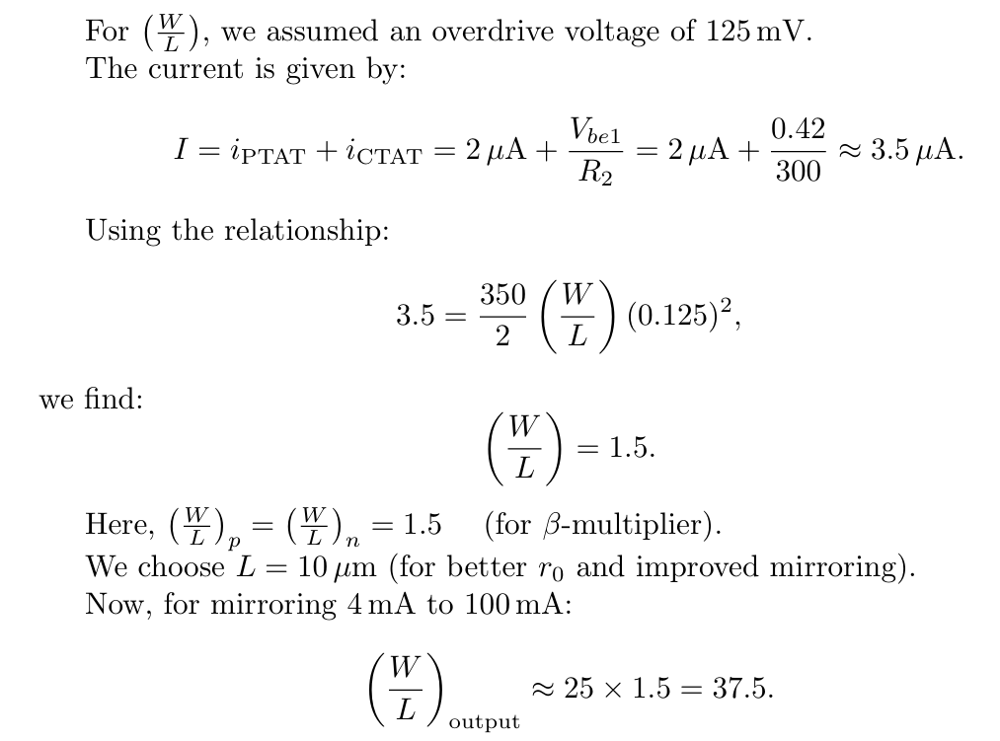 For $\left(\frac{W}{L}\right)$, we assumed an overdrive voltage of 125 mV.
The current is given by:
$I = i_{\text{PTAT}} + i_{\text{CTAT}} = 2\,\mu\text{A} + \frac{V_{be1}}{R_2} = 2\,\mu\text{A} + \frac{0.42}{300} \approx 3.5\,\mu\text{A}.$
Using the relationship:
$3.5 = \frac{350}{2}\left(\frac{W}{L}\right)(0.125)^2,$
we find:
$\left(\frac{W}{L}\right) = 1.5.$
Here, $\left(\frac{W}{L}\right)_p = \left(\frac{W}{L}\right)_n = 1.5$ (for $\beta$-multiplier).
We choose $L = 10\,\mu\text{m}$ (for better $r_0$ and improved mirroring).
Now, for mirroring 4 mA to 100 mA:
$\left(\frac{W}{L}\right)_{\text{output}} \approx 25 \times 1.5 = 37.5.$